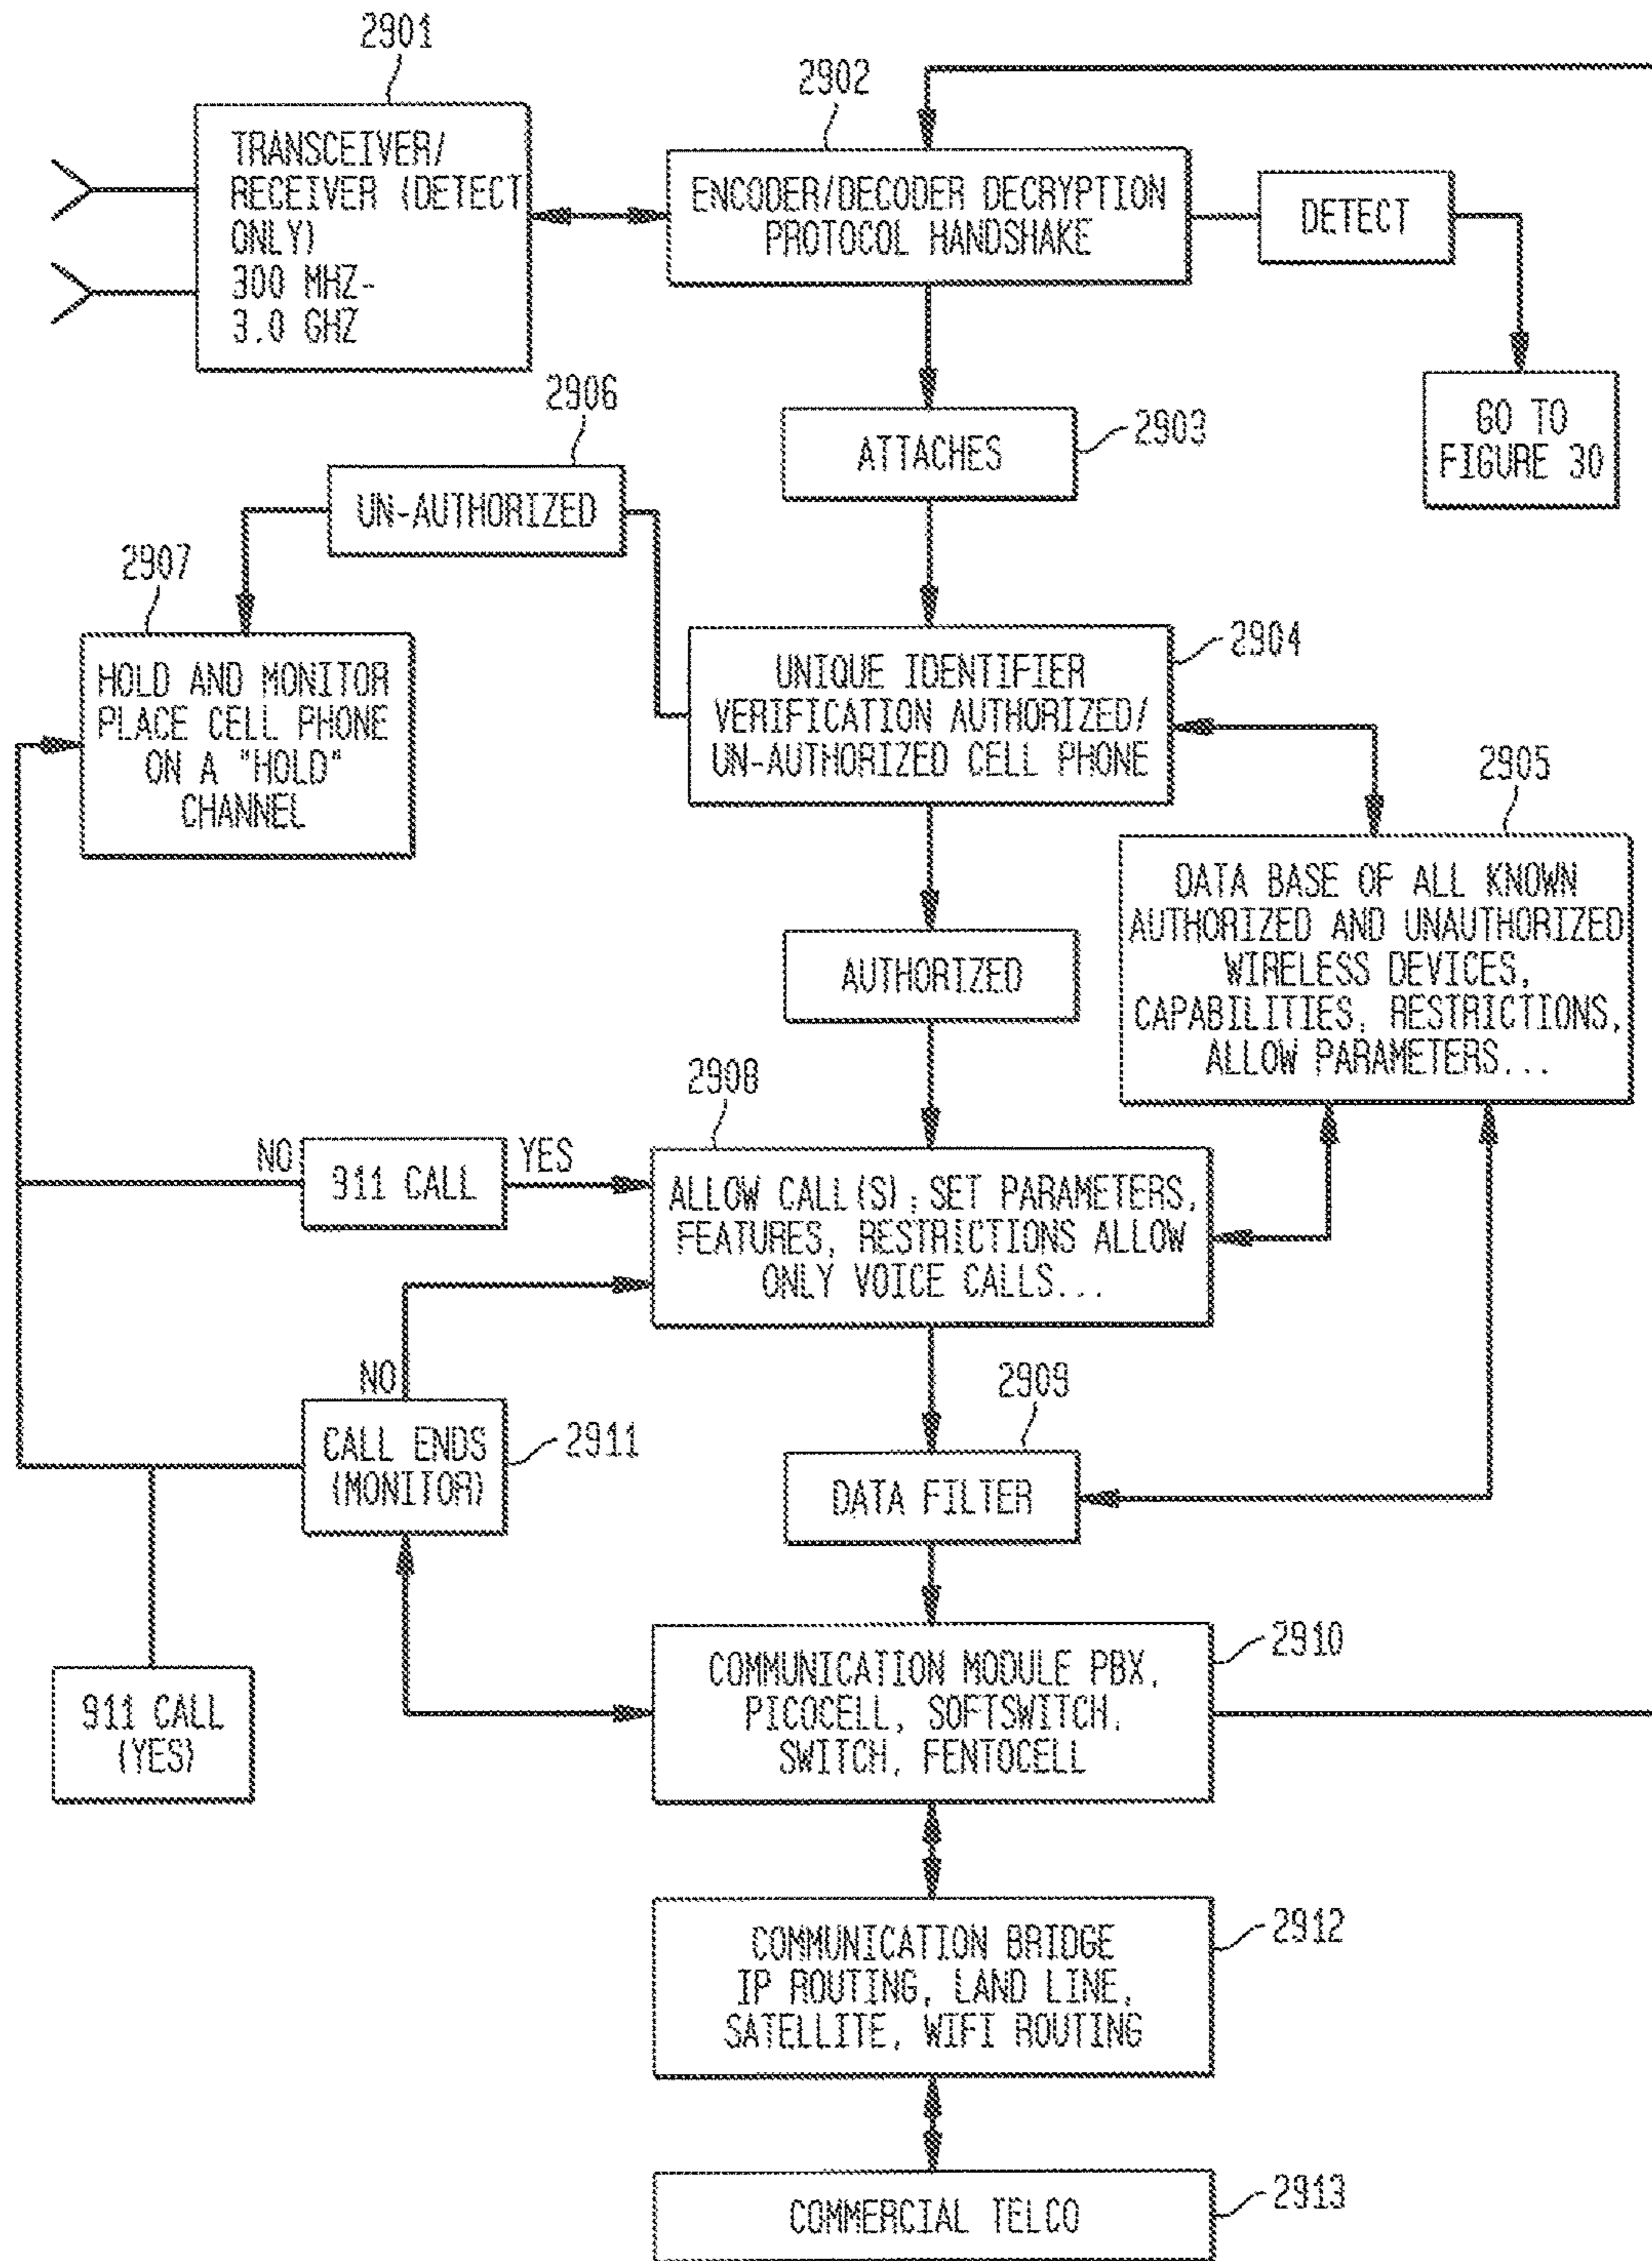 2901
TRANSCEIVER/
RECEIVER (DETECT
ONLY)
300 MHZ-
3.0 GHZ
2902
ENCODER/DECODER DECRYPTION
PROTOCOL HANDSHAKE
DETECT
GO TO
FIGURE 30
2903
ATTACHES
2906
UN-AUTHORIZED
2907
HOLD AND MONITOR
PLACE CELL PHONE
ON A "HOLD"
CHANNEL
2904
UNIQUE IDENTIFIER
VERIFICATION AUTHORIZED/
UN-AUTHORIZED CELL PHONE
2905
DATA BASE OF ALL KNOWN
AUTHORIZED AND UNAUTHORIZED
WIRELESS DEVICES,
CAPABILITIES, RESTRICTIONS,
ALLOW PARAMETERS...
AUTHORIZED
2908
NO
911 CALL
YES
ALLOW CALL(S); SET PARAMETERS,
FEATURES, RESTRICTIONS ALLOW
ONLY VOICE CALLS...
NO
CALL ENDS
(MONITOR)
2911
2909
DATA FILTER
911 CALL
(YES)
2910
COMMUNICATION MODULE PBX,
PICOCELL, SOFTSWITCH,
SWITCH, FENTOCELL
2912
COMMUNICATION BRIDGE
IP ROUTING, LAND LINE,
SATELLITE, WIFI ROUTING
2913
COMMERCIAL TELCO